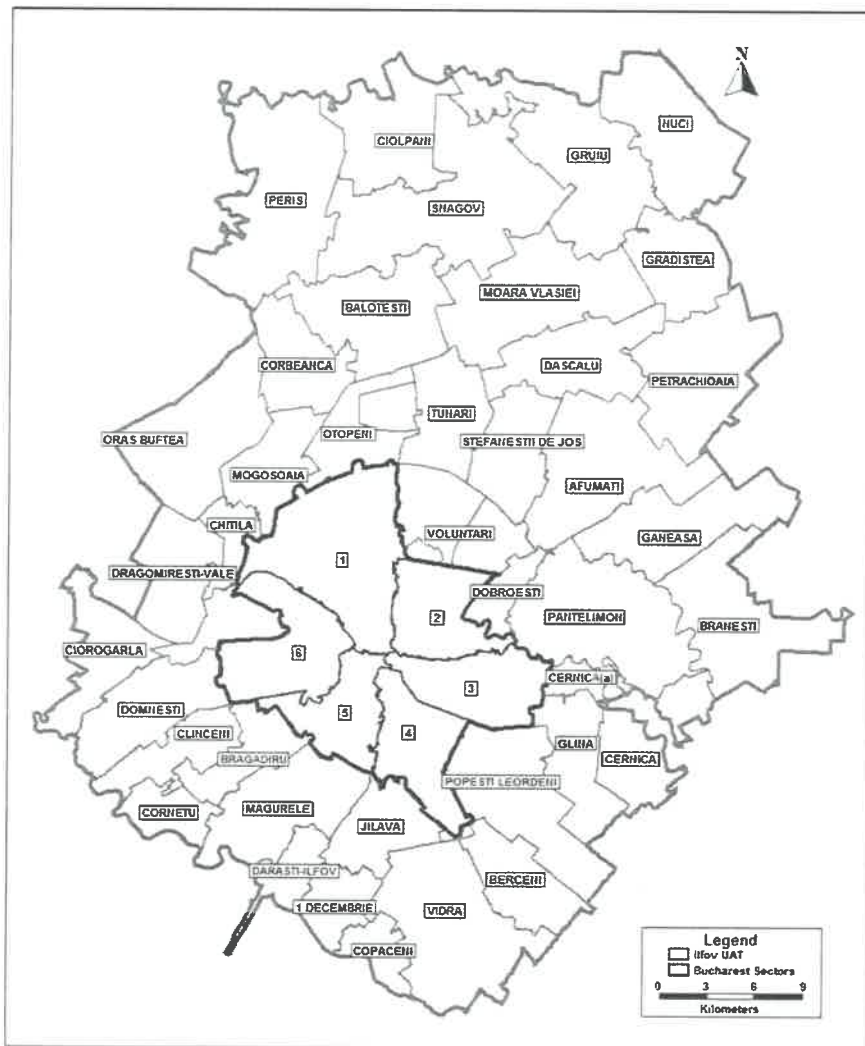 N
NUCI
CIOLPANI
GRUIU
PERIS
SNAGOV
GRADISTEA
MOARA VLASIEI
BALOTESTI
CORBEANCA
DASCALU
PETRACHIOAIA
TUNARI
OTOPENI
ORAS BUFTEA
STEFANESTII DE JOS
MOGOSOAIA
AFUMATI
CHITILA
VOLUNTARI
GANEASA
1
DRAGOMIRESTI-VALE
DOBROESTI
2
PANTELIMON
BRANESTI
CIOROGARLA
6
CERNICA(a)
3
DOMNESTI
5
4
CLINCENI
GLINA
BRAGADIRU
CERNICA
POPESTI LEORDENI
CORNETU
MAGURELE
JILAVA
DARASTI-ILFOV
BERCENI
1 DECEMBRIE
VIDRA
COPACENI
Legend
Ilfov UAT
Bucharest Sectors
0 3 6 9
Kilometers